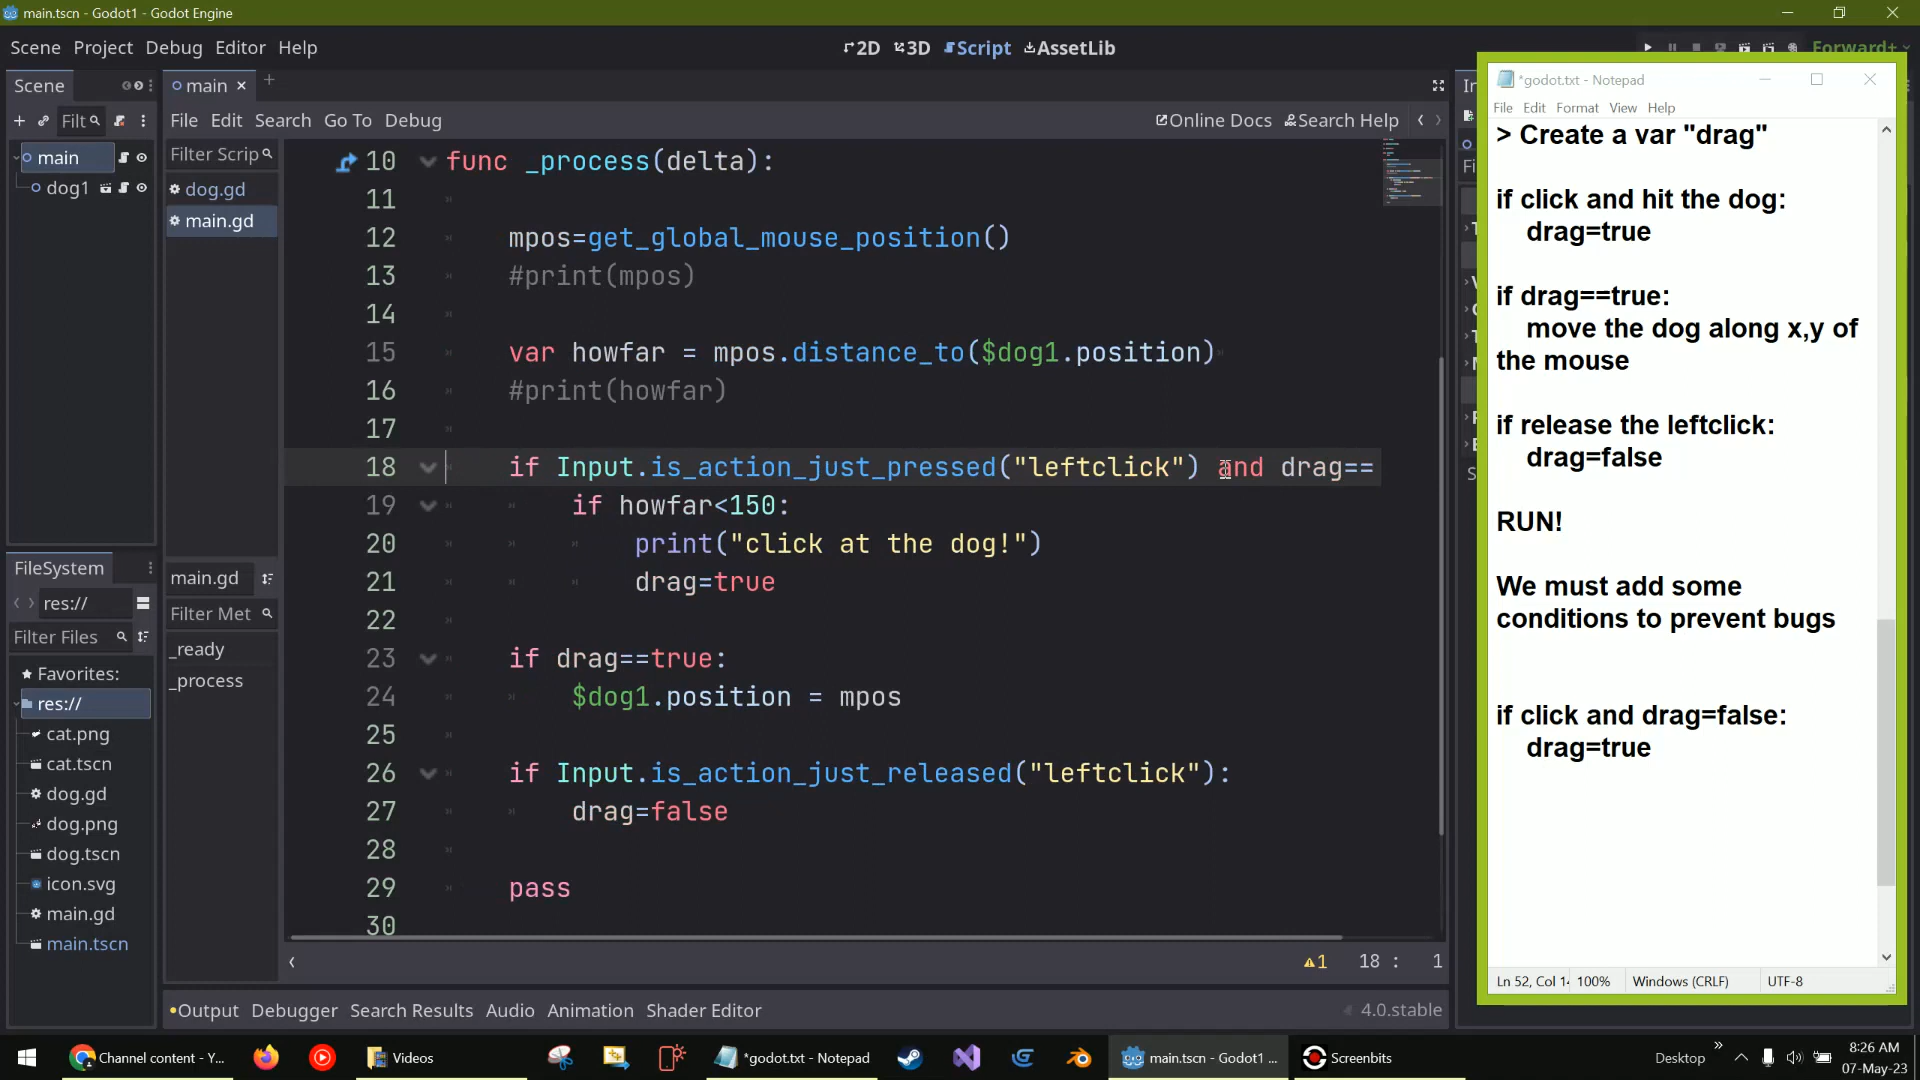 main.tscn - Godot1 - Godot Engine
Scene Project Debug Editor Help
2D 3D Script AssetLib
Forward+
Scene
main
Filt
main
dog1
File Edit Search Go To Debug
Online Docs Search Help
Filter Scrip
dog.gd
main.gd
main.gd
Filter Met
_ready
_process
10 func _process(delta):
11
12 mpos=get_global_mouse_position()
13 #print(mpos)
14
15 var howfar = mpos.distance_to($dog1.position)
16 #print(howfar)
17
18 if Input.is_action_just_pressed("leftclick") and drag==
19 if howfar<150:
20 print("click at the dog!")
21 drag=true
22
23 if drag==true:
24 $dog1.position = mpos
25
26 if Input.is_action_just_released("leftclick"):
27 drag=false
28
29 pass
30
1 18 : 1
FileSystem
res://
Filter Files
Favorites:
res://
cat.png
cat.tscn
dog.gd
dog.png
dog.tscn
icon.svg
main.gd
main.tscn
Output Debugger Search Results Audio Animation Shader Editor
4.0.stable
*godot.txt - Notepad
File Edit Format View Help
> Create a var "drag"
if click and hit the dog:
drag=true
if drag==true:
move the dog along x,y of
the mouse
if release the leftclick:
drag=false
RUN!
We must add some
conditions to prevent bugs
if click and drag=false:
drag=true
Ln 52, Col 1 100% Windows (CRLF) UTF-8
Channel content - Y...
Videos
*godot.txt - Notepad
main.tscn - Godot1 ...
Screenbits
Desktop
8:26 AM
07-May-23